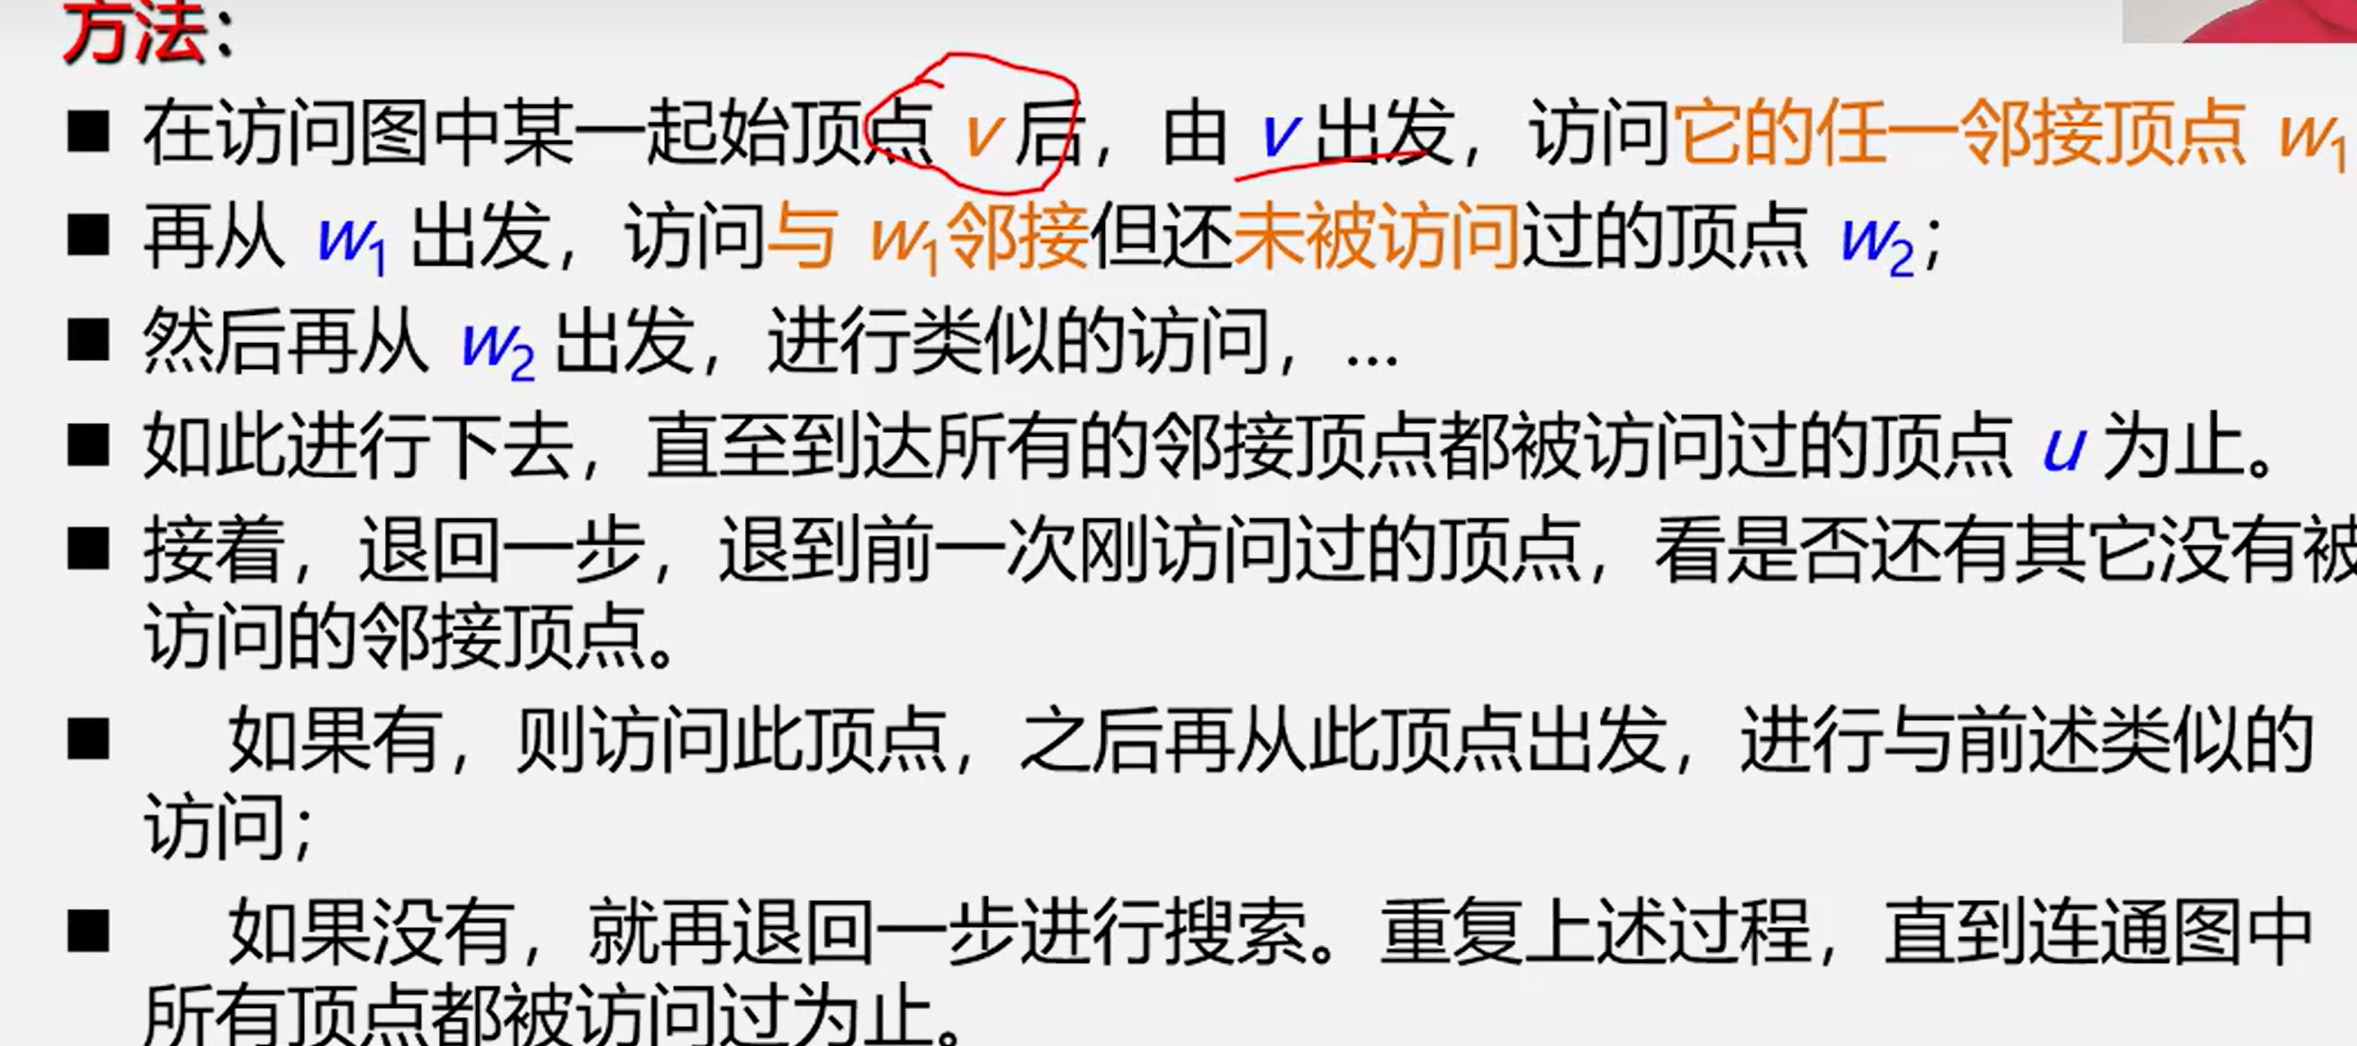 方法：
■ 在访问图中某一起始顶点 v 后，由 v 出发，访问它的任一邻接顶点 w₁
■ 再从 w₁ 出发，访问与 w₁邻接但还未被访问过的顶点 w₂；
■ 然后再从 w₂ 出发，进行类似的访问，…
■ 如此进行下去，直至到达所有的邻接顶点都被访问过的顶点 u 为止。
■ 接着，退回一步，退到前一次刚访问过的顶点，看是否还有其它没有被
访问的邻接顶点。
■ 如果有，则访问此顶点，之后再从此顶点出发，进行与前述类似的
访问；
■ 如果没有，就再退回一步进行搜索。重复上述过程，直到连通图中
所有顶点都被访问过为止。